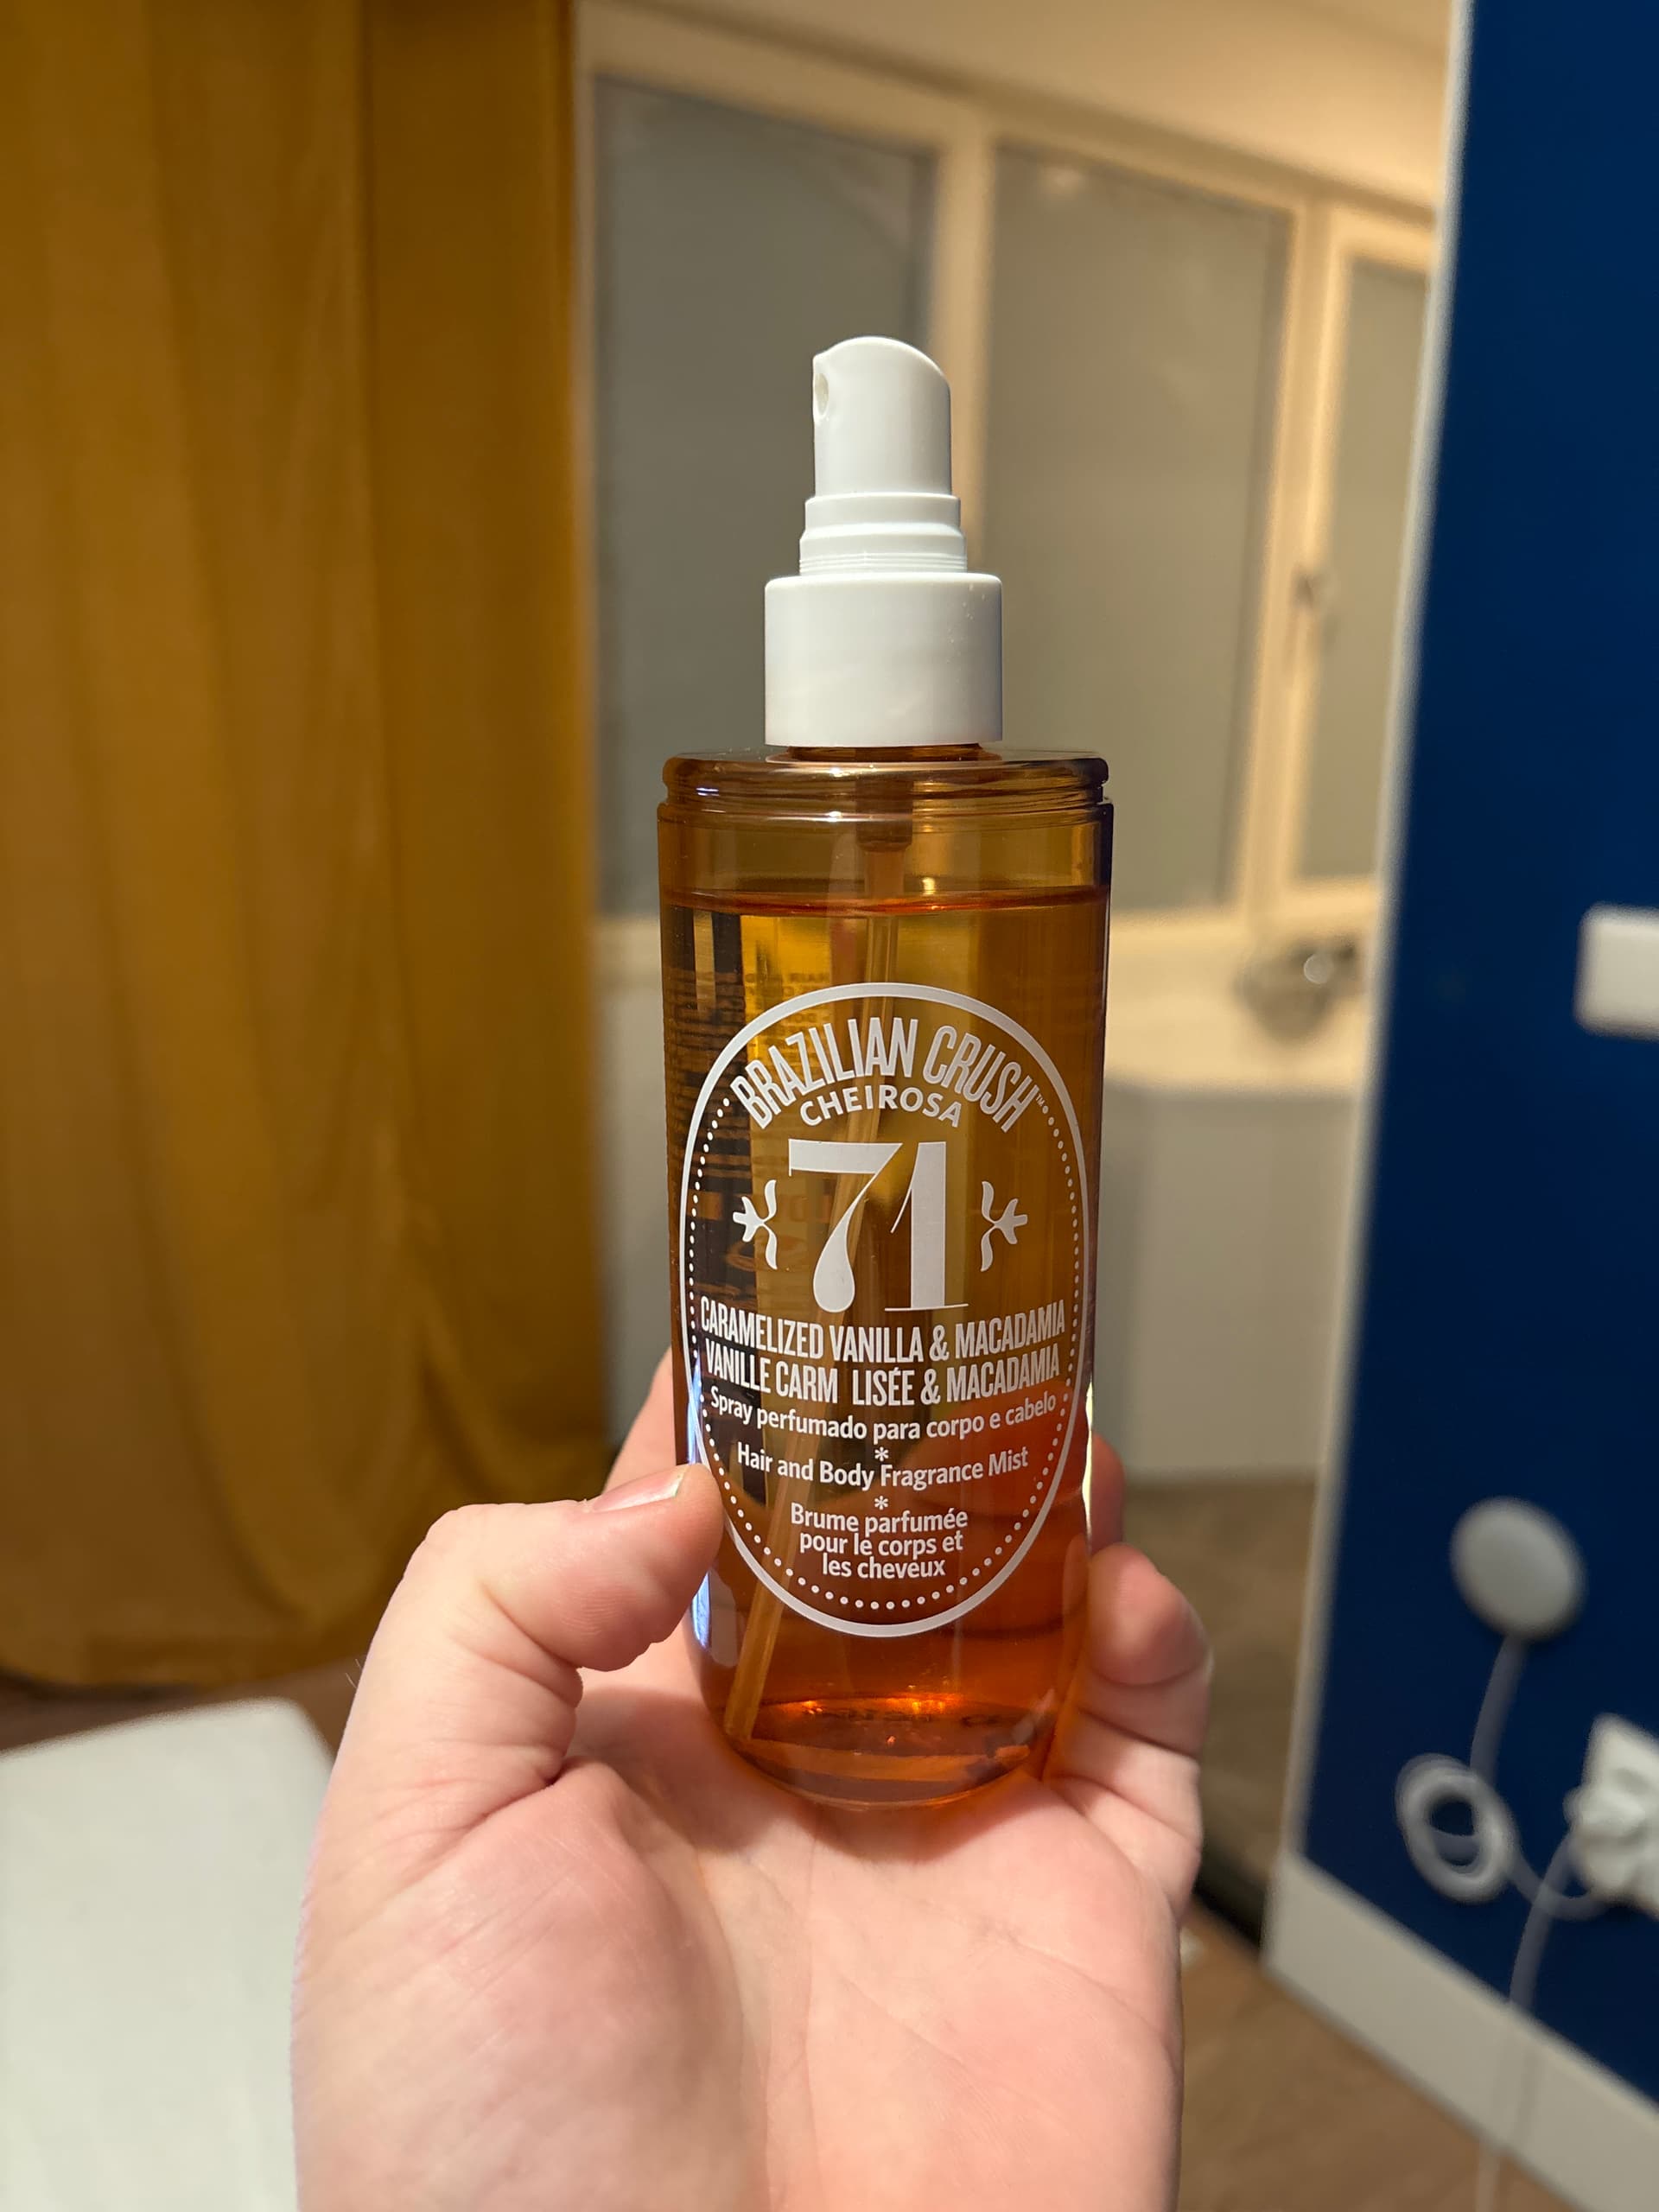 BRAZILIAN CRUSH™
CHEIROSA
71
CARAMELIZED VANILLA & MACADAMIA
VANILLE CARM LISÉE & MACADAMIA
Spray perfumado para corpo e cabelo
*
Hair and Body Fragrance Mist
*
Brume parfumée
pour le corps et
les cheveux